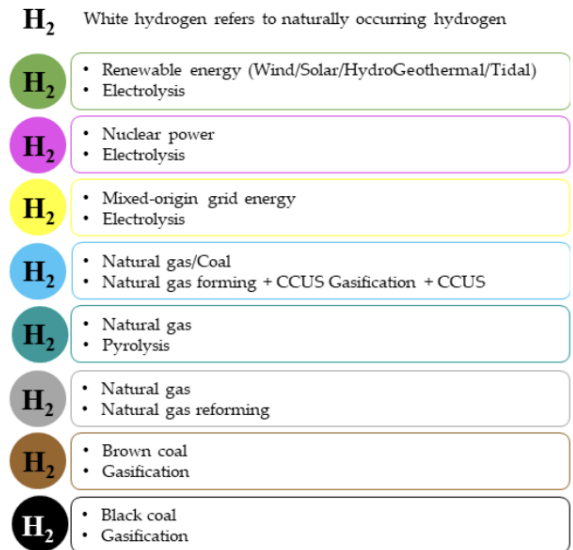 H₂ White hydrogen refers to naturally occurring hydrogen
H₂
• Renewable energy (Wind/Solar/HydroGeothermal/Tidal)
• Electrolysis
H₂
• Nuclear power
• Electrolysis
H₂
• Mixed-origin grid energy
• Electrolysis
H₂
• Natural gas/Coal
• Natural gas forming + CCUS Gasification + CCUS
H₂
• Natural gas
• Pyrolysis
H₂
• Natural gas
• Natural gas reforming
H₂
• Brown coal
• Gasification
H₂
• Black coal
• Gasification